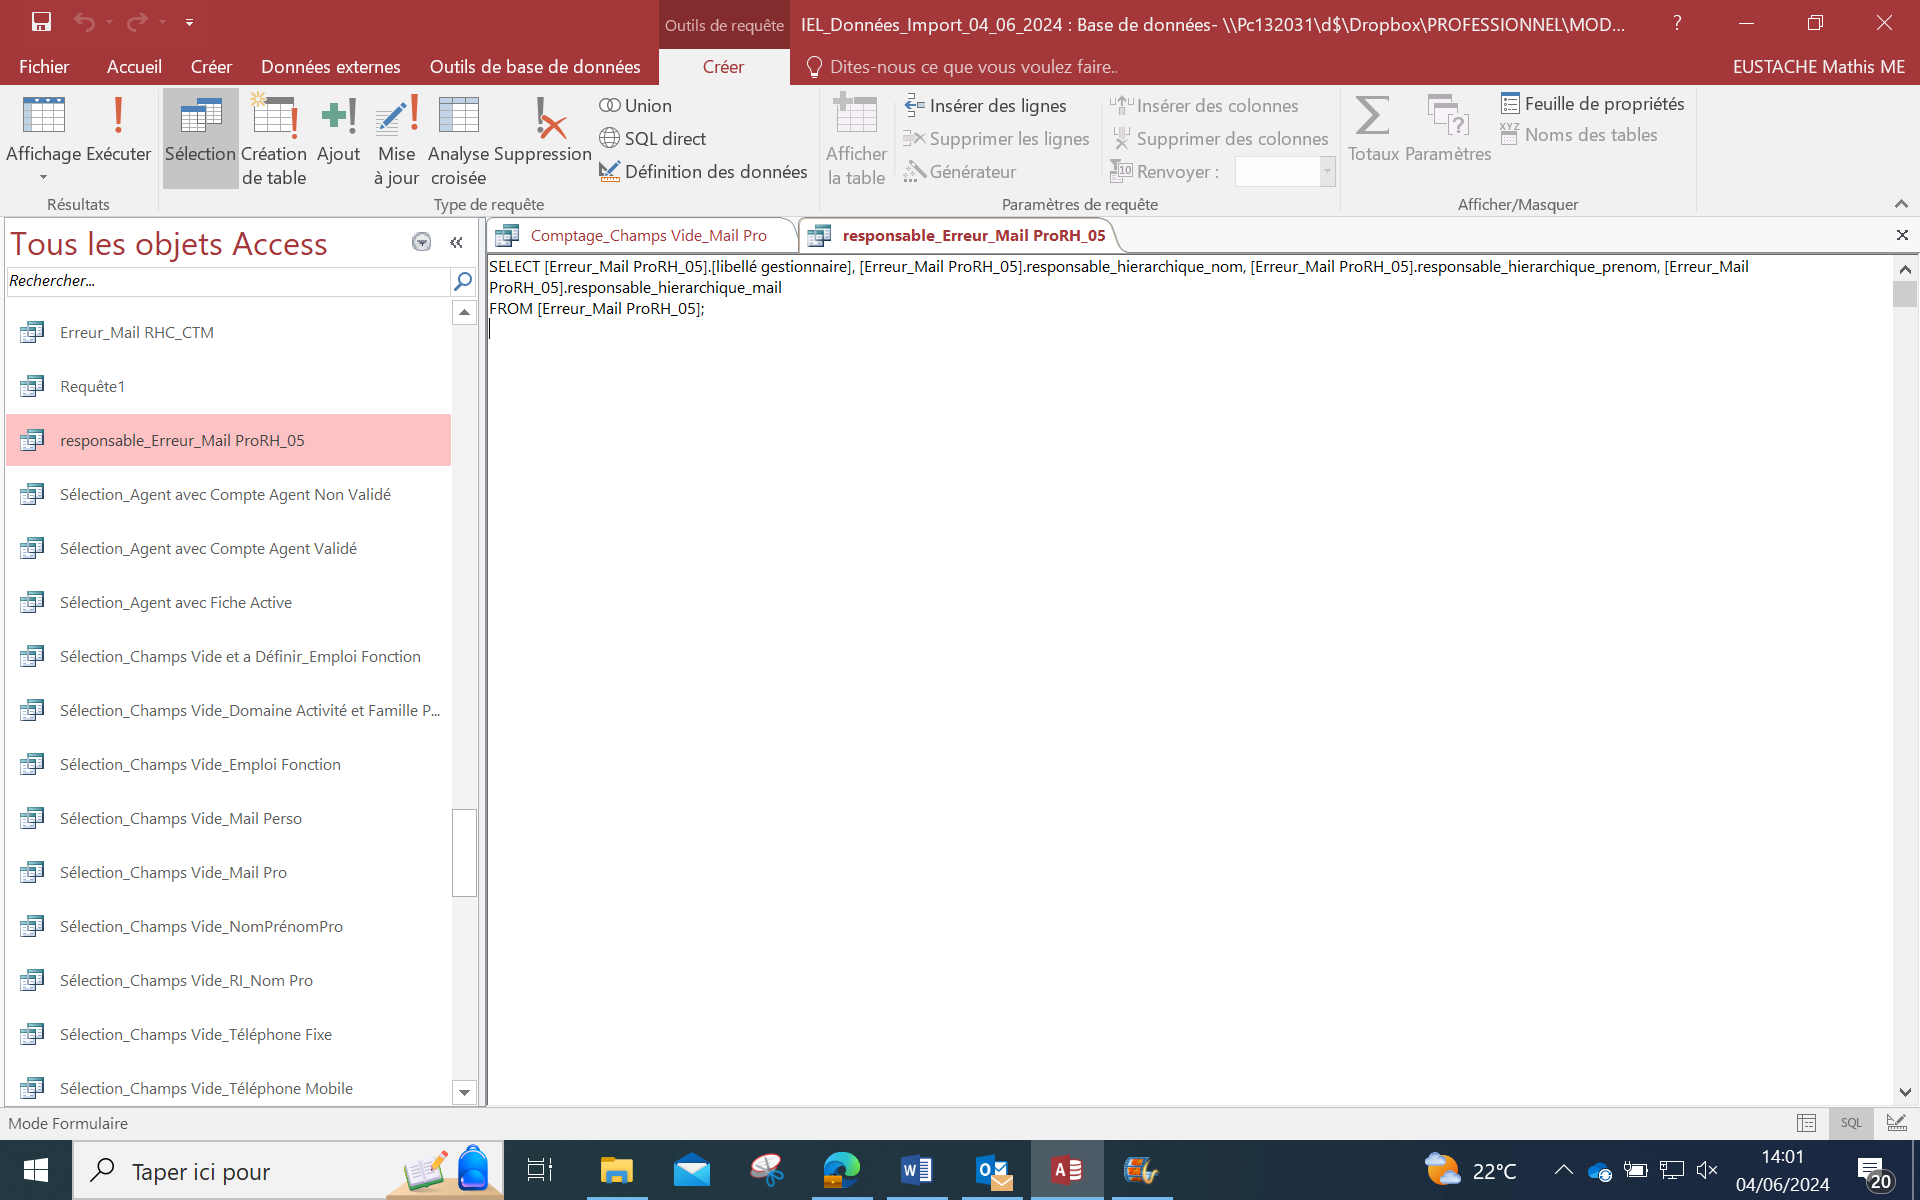 Outils de requête
IEL_Données_Import_04_06_2024 : Base de données- \\Pc132031\d$\Dropbox\PROFESSIONNEL\MOD...
?
Fichier Accueil Créer Données externes Outils de base de données Créer Dites-nous ce que vous voulez faire.. EUSTACHE Mathis ME
Affichage
Exécuter
Résultats
Sélection
Création de table
Ajout
Mise à jour
Analyse croisée
Suppression
Union
SQL direct
Définition des données
Type de requête
Afficher la table
Insérer des lignes
Supprimer les lignes
Générateur
Insérer des colonnes
Supprimer des colonnes
Renvoyer :
Paramètres de requête
Totaux
Paramètres
Feuille de propriétés
XYZ Noms des tables
Afficher/Masquer
Tous les objets Access
Rechercher...
Erreur_Mail RHC_CTM
Requête1
responsable_Erreur_Mail ProRH_05
Sélection_Agent avec Compte Agent Non Validé
Sélection_Agent avec Compte Agent Validé
Sélection_Agent avec Fiche Active
Sélection_Champs Vide et a Définir_Emploi Fonction
Sélection_Champs Vide_Domaine Activité et Famille P...
Sélection_Champs Vide_Emploi Fonction
Sélection_Champs Vide_Mail Perso
Sélection_Champs Vide_Mail Pro
Sélection_Champs Vide_NomPrénomPro
Sélection_Champs Vide_RI_Nom Pro
Sélection_Champs Vide_Téléphone Fixe
Sélection_Champs Vide_Téléphone Mobile
Comptage_Champs Vide_Mail Pro
responsable_Erreur_Mail ProRH_05
SELECT [Erreur_Mail ProRH_05].[libellé gestionnaire], [Erreur_Mail ProRH_05].responsable_hierarchique_nom, [Erreur_Mail ProRH_05].responsable_hierarchique_prenom, [Erreur_Mail
ProRH_05].responsable_hierarchique_mail
FROM [Erreur_Mail ProRH_05];
Mode Formulaire
SQL
Taper ici pour
22°C
14:01
04/06/2024
20